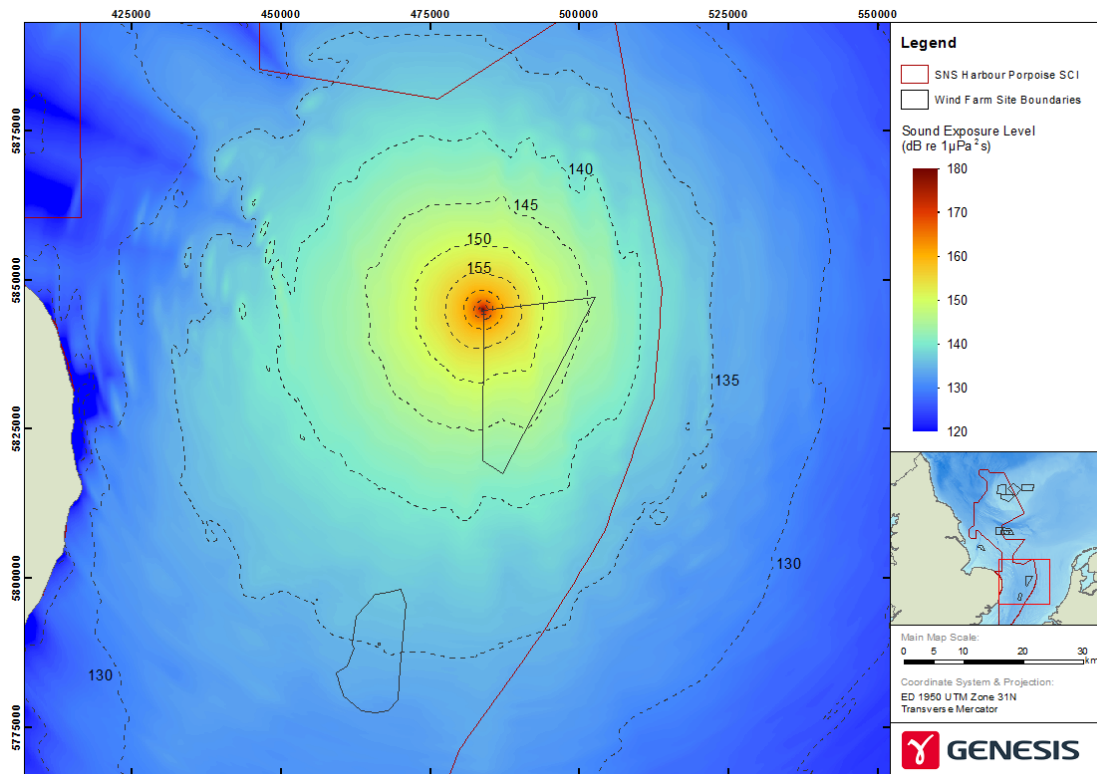 425000 450000 475000 500000 525000 550000
5875000
5850000
5825000
5800000
5775000
140
145
150
155
135
130
130
Legend
SNS Harbour Porpoise SCI
Wind Farm Site Boundaries
Sound Exposure Level
(dB re 1µPa²s)
180
170
160
150
140
130
120
Main Map Scale:
0 5 10 20 30
km
Coordinate System & Projection:
ED 1950 UTM Zone 31N
Transverse Mercator
GENESIS